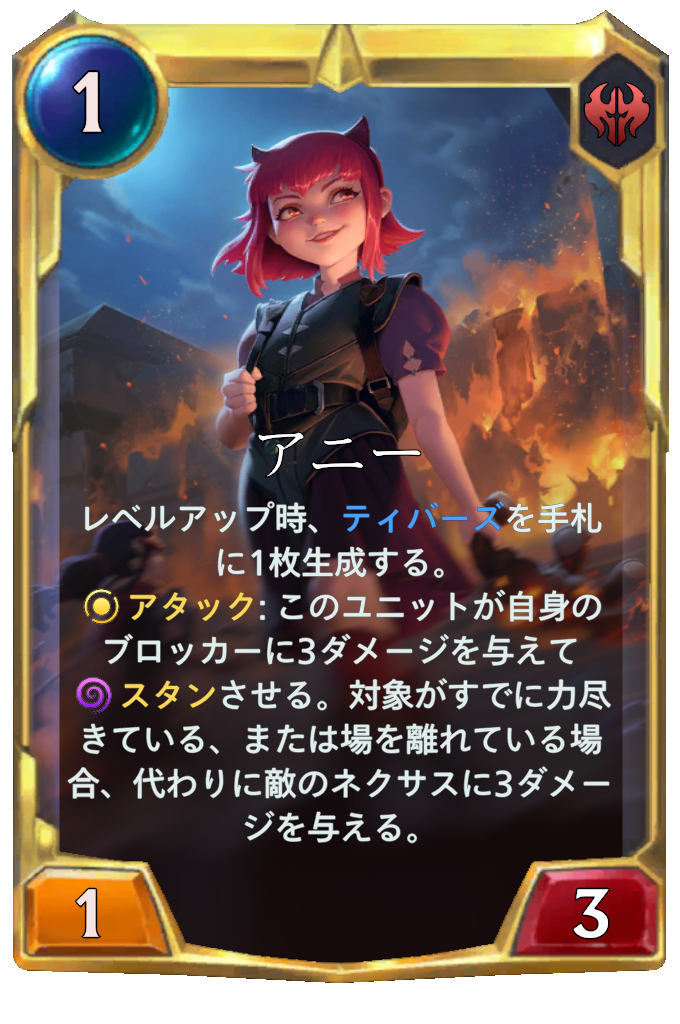 1
アニー
レベルアップ時、ティバーズを手札
に1枚生成する。
アタック: このユニットが自身の
ブロッカーに3ダメージを与えて
スタンさせる。対象がすでに力尽
きている、または場を離れている場
合、代わりに敵のネクサスに3ダメー
ジを与える。
1
3